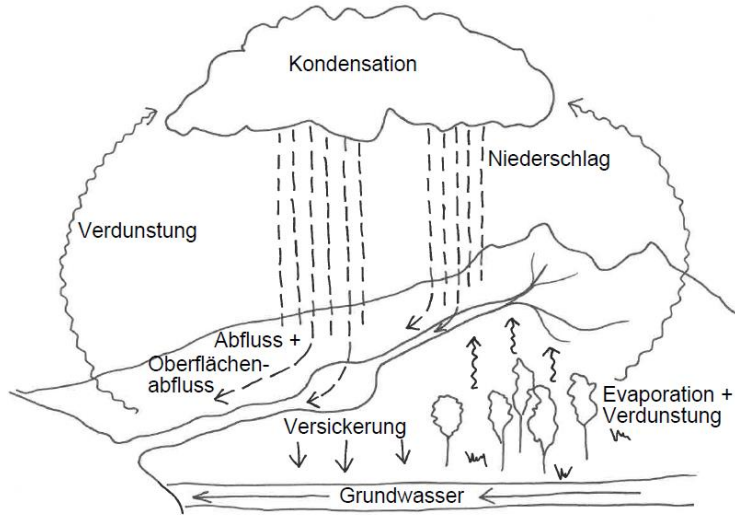 Kondensation
Niederschlag
Verdunstung
Abfluss +
Oberflächen-
abfluss
Evaporation +
Verdunstung
Versickerung
Grundwasser